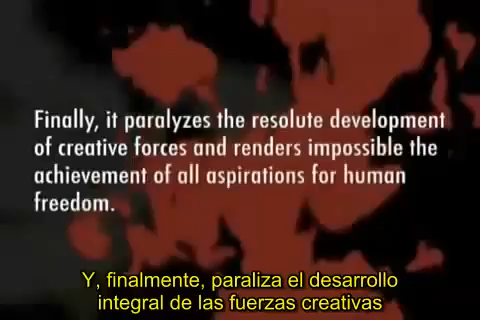 Finally, it paralyzes the resolute development
of creative forces and renders impossible the
achievement of all aspirations for human
freedom.
Y, finalmente, paraliza el desarrollo
integral de las fuerzas creativas